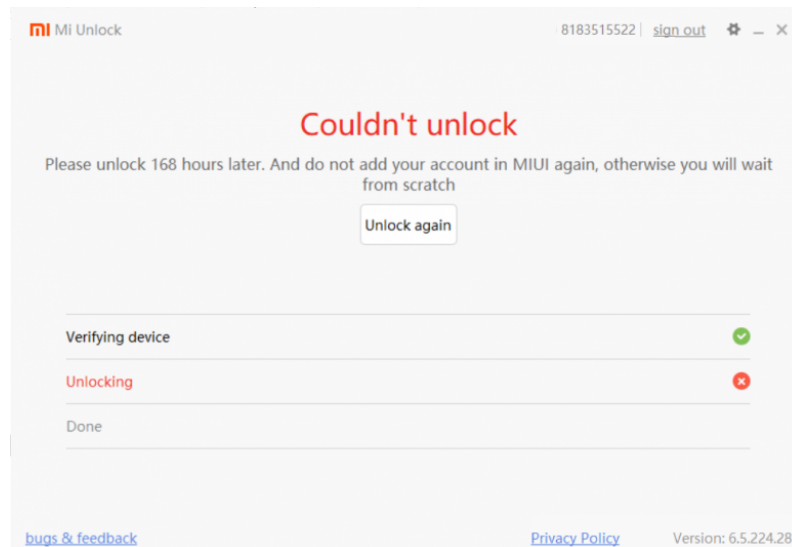 Mi Unlock 8183515522 | sign out
Couldn't unlock
Please unlock 168 hours later. And do not add your account in MIUI again, otherwise you will wait
from scratch
Unlock again
Verifying device
Unlocking
Done
bugs & feedback Privacy Policy Version: 6.5.224.28